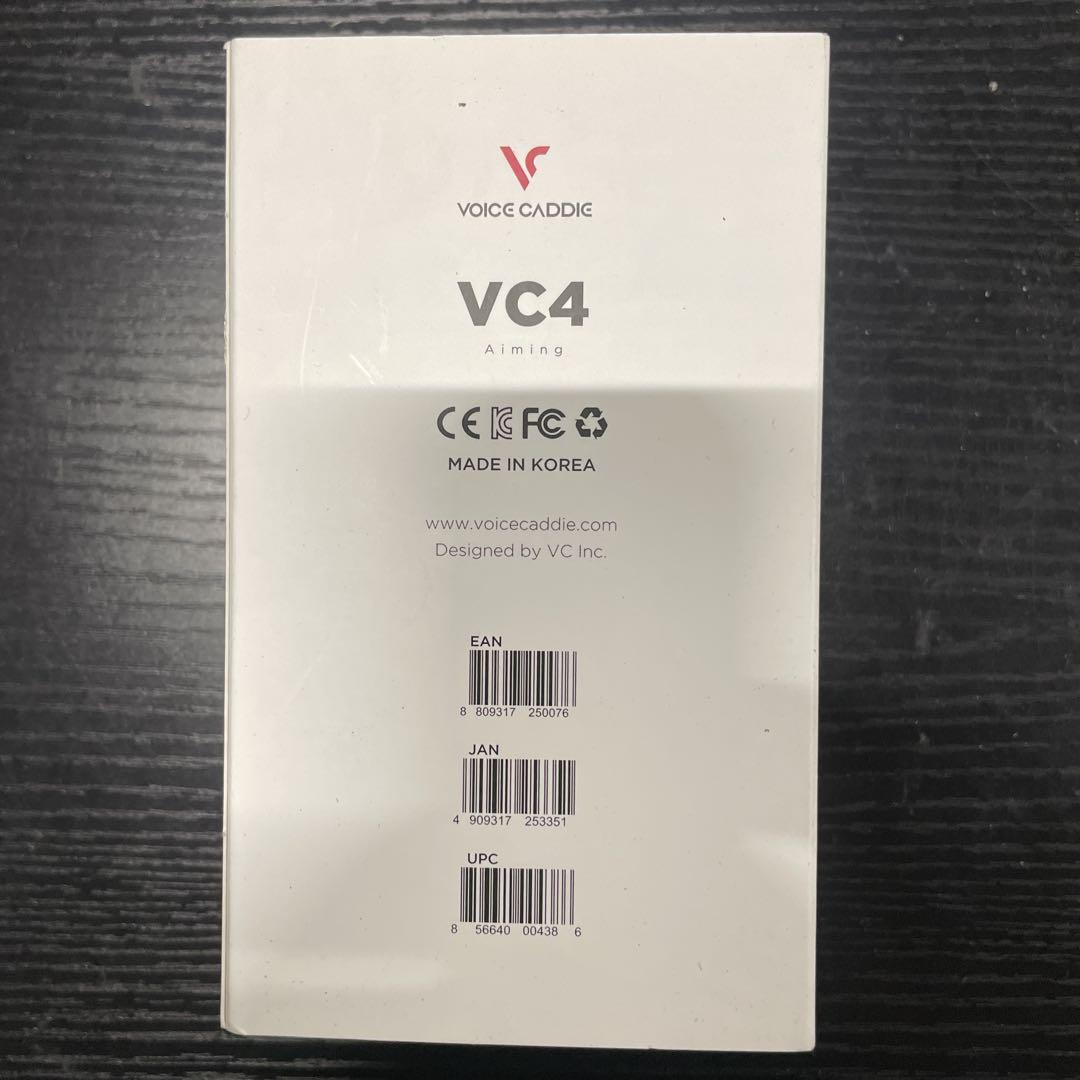 VOICE CADDIE
VC4
Aiming
CE KC FC
MADE IN KOREA
www.voicecaddie.com
Designed by VC Inc.
EAN
8 809317 250076
JAN
4 909317 253351
UPC
8 56640 00438 6